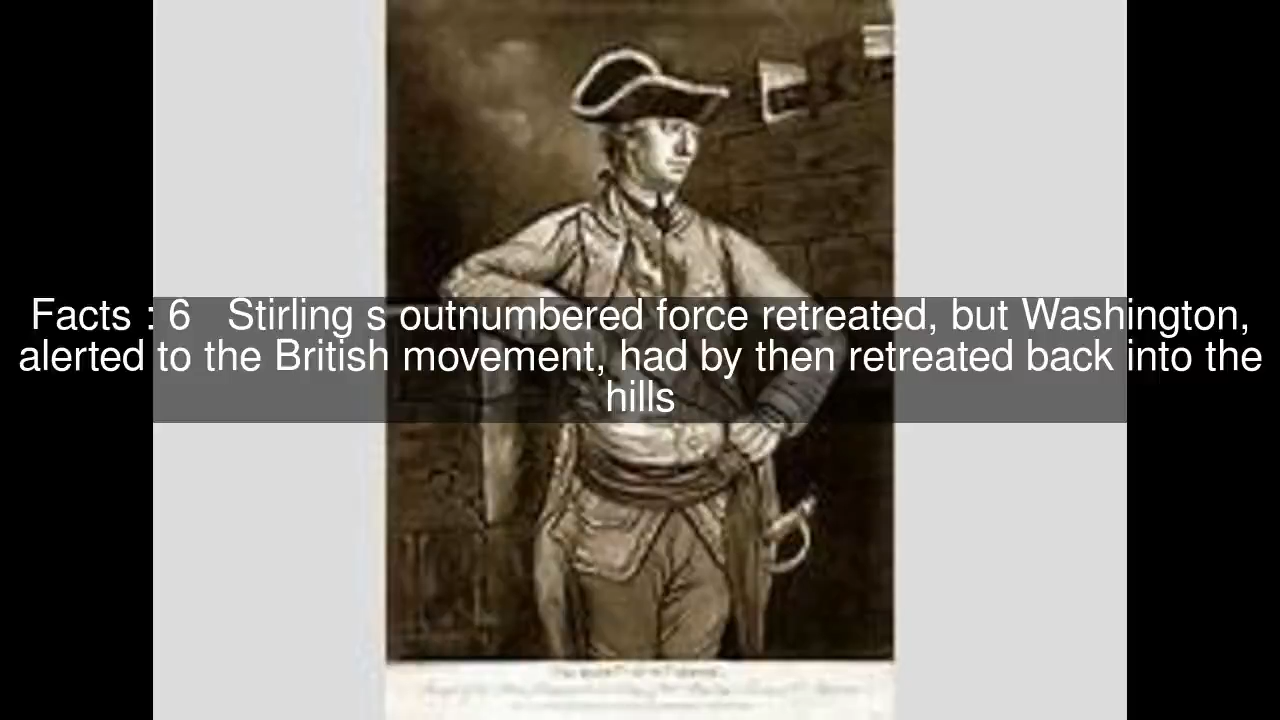 Facts : 6 Stirling s outnumbered force retreated, but Washington,
alerted to the British movement, had by then retreated back into the
hills